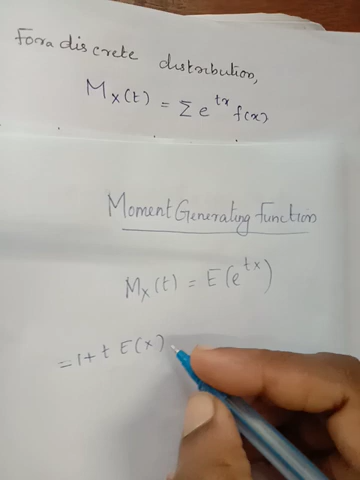 For a discrete distribution,
Mx(t) = Σ e^tx f(x)
Moment Generating Function
Mx(t) = E(e^tx)
= 1 + t E(x)